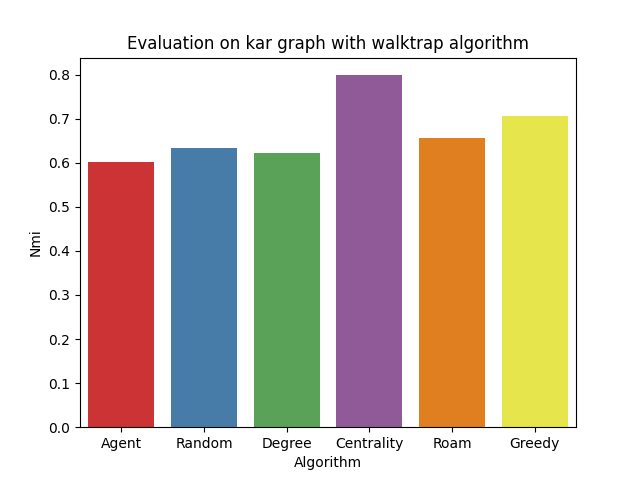 Evaluation on kar graph with walktrap algorithm
0.8
0.7
0.6
0.5
0.4
0.3
0.2
0.1
0.0
Nmi
Agent Random Degree Centrality Roam Greedy
Algorithm